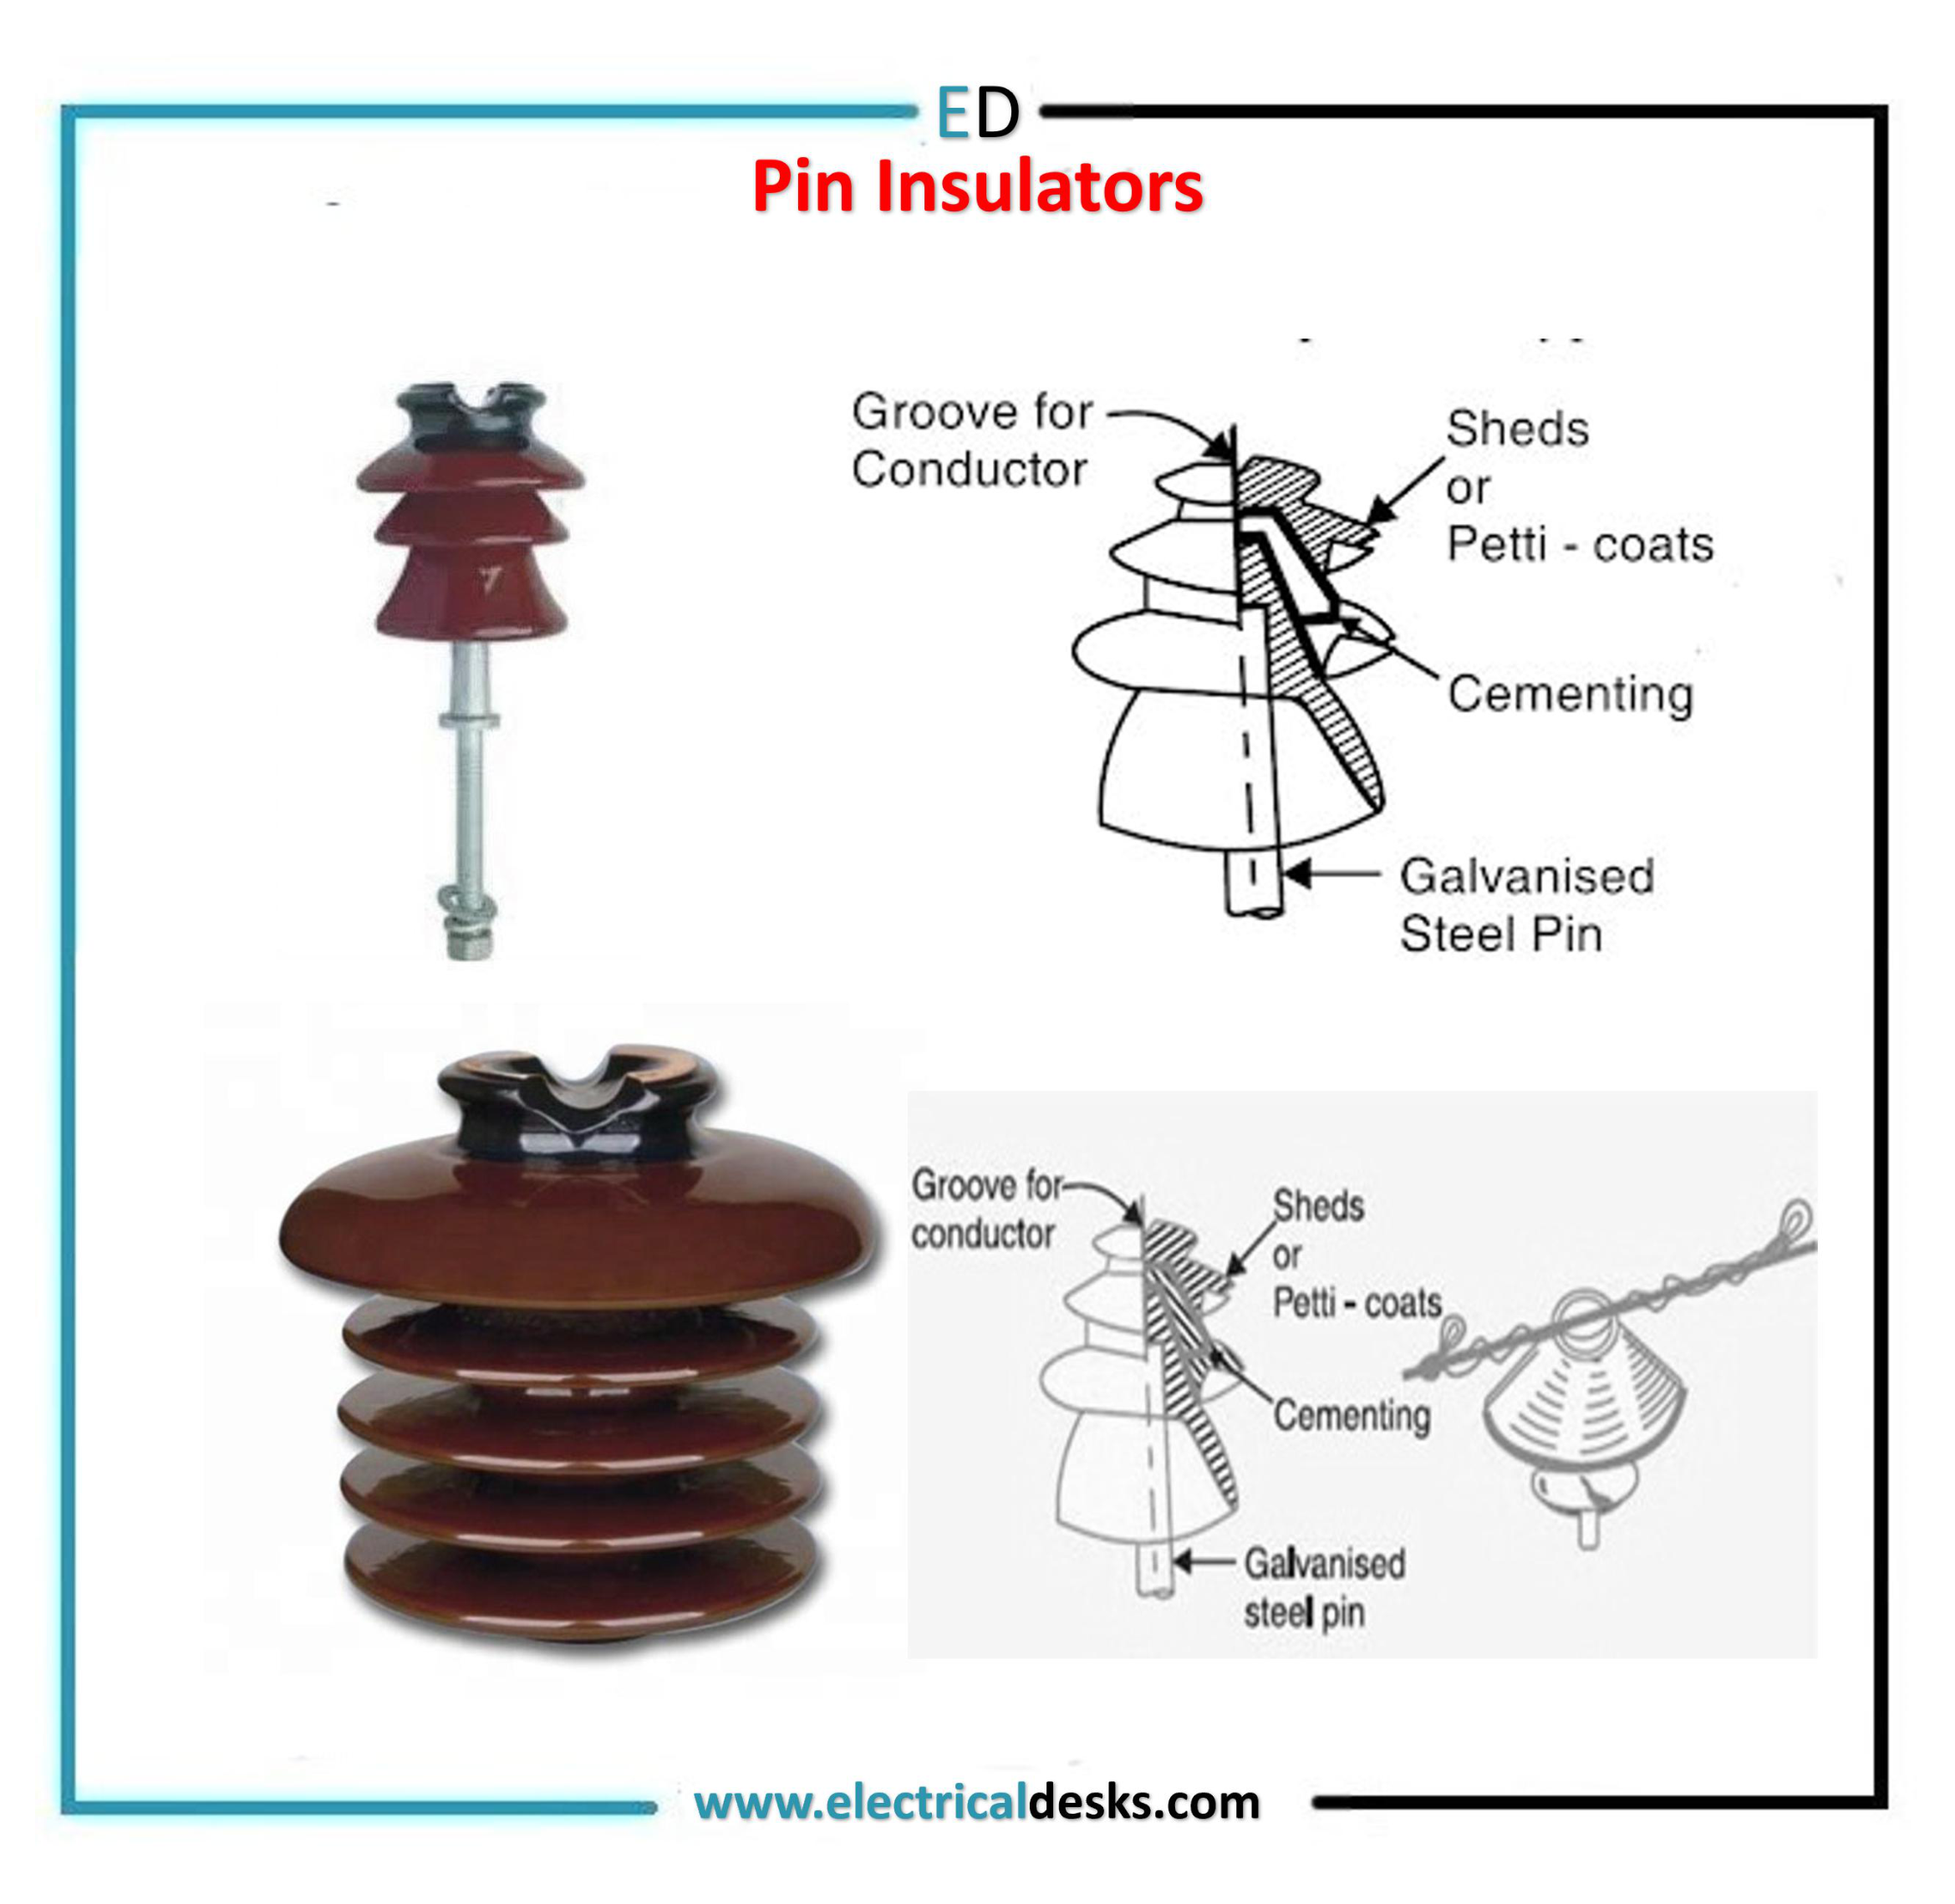 ED
Pin Insulators
Groove for
Conductor
Sheds
or
Petti - coats
Cementing
Galvanised
Steel Pin
Groove for
conductor
Sheds
or
Petti - coats
Cementing
Galvanised
steel pin
www.electricaldesks.com